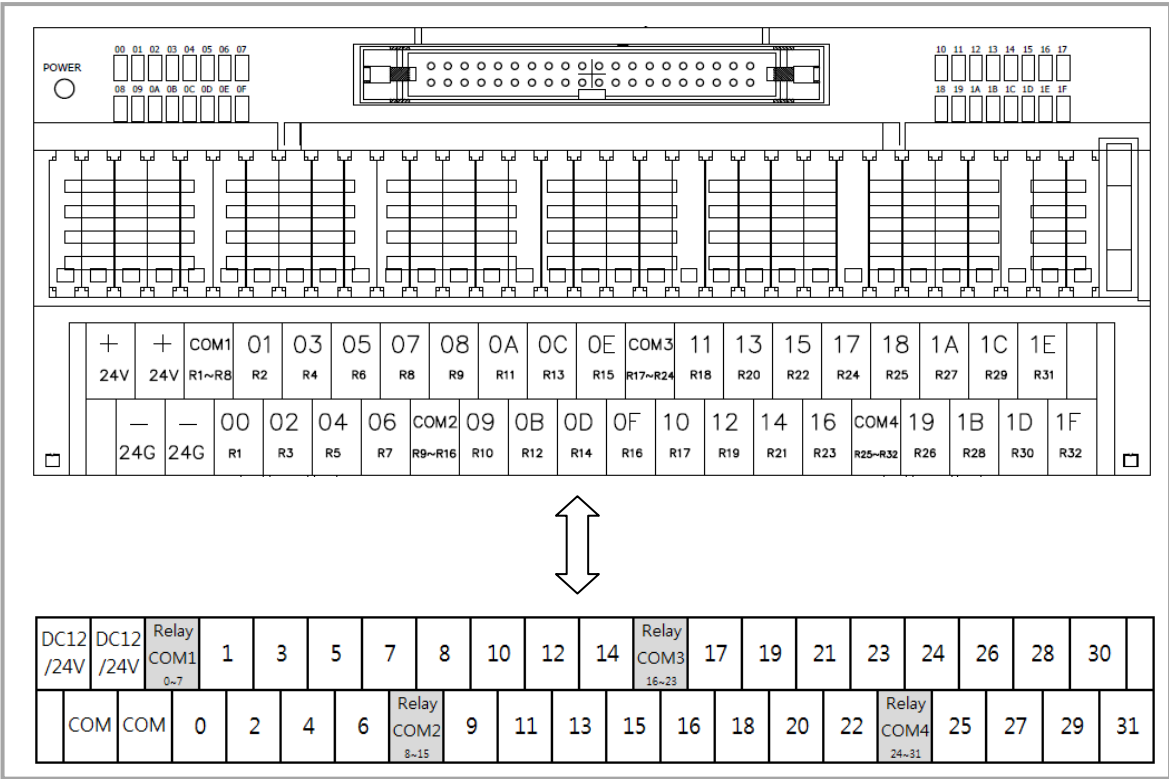 00 01 02 03 04 05 06 07
10 11 12 13 14 15 16 17
POWER
08 09 0A 0B 0C 0D 0E 0F
18 19 1A 1B 1C 1D 1E 1F
+ + COM1 01 03 05 07 08 0A 0C 0E COM3 11 13 15 17 18 1A 1C 1E
24V 24V R1~R8 R2 R4 R6 R8 R9 R11 R13 R15 R17~R24 R18 R20 R22 R24 R25 R27 R29 R31
— — 00 02 04 06 COM2 09 0B 0D 0F 10 12 14 16 COM4 19 1B 1D 1F
24G 24G R1 R3 R5 R7 R9~R16 R10 R12 R14 R16 R17 R19 R21 R23 R25~R32 R26 R28 R30 R32
DC12 DC12 Relay Relay
/24V /24V COM1 1 3 5 7 8 10 12 14 COM3 17 19 21 23 24 26 28 30
0~7 16~23
Relay Relay
COM COM 0 2 4 6 COM2 9 11 13 15 16 18 20 22 COM4 25 27 29 31
8~15 24~31